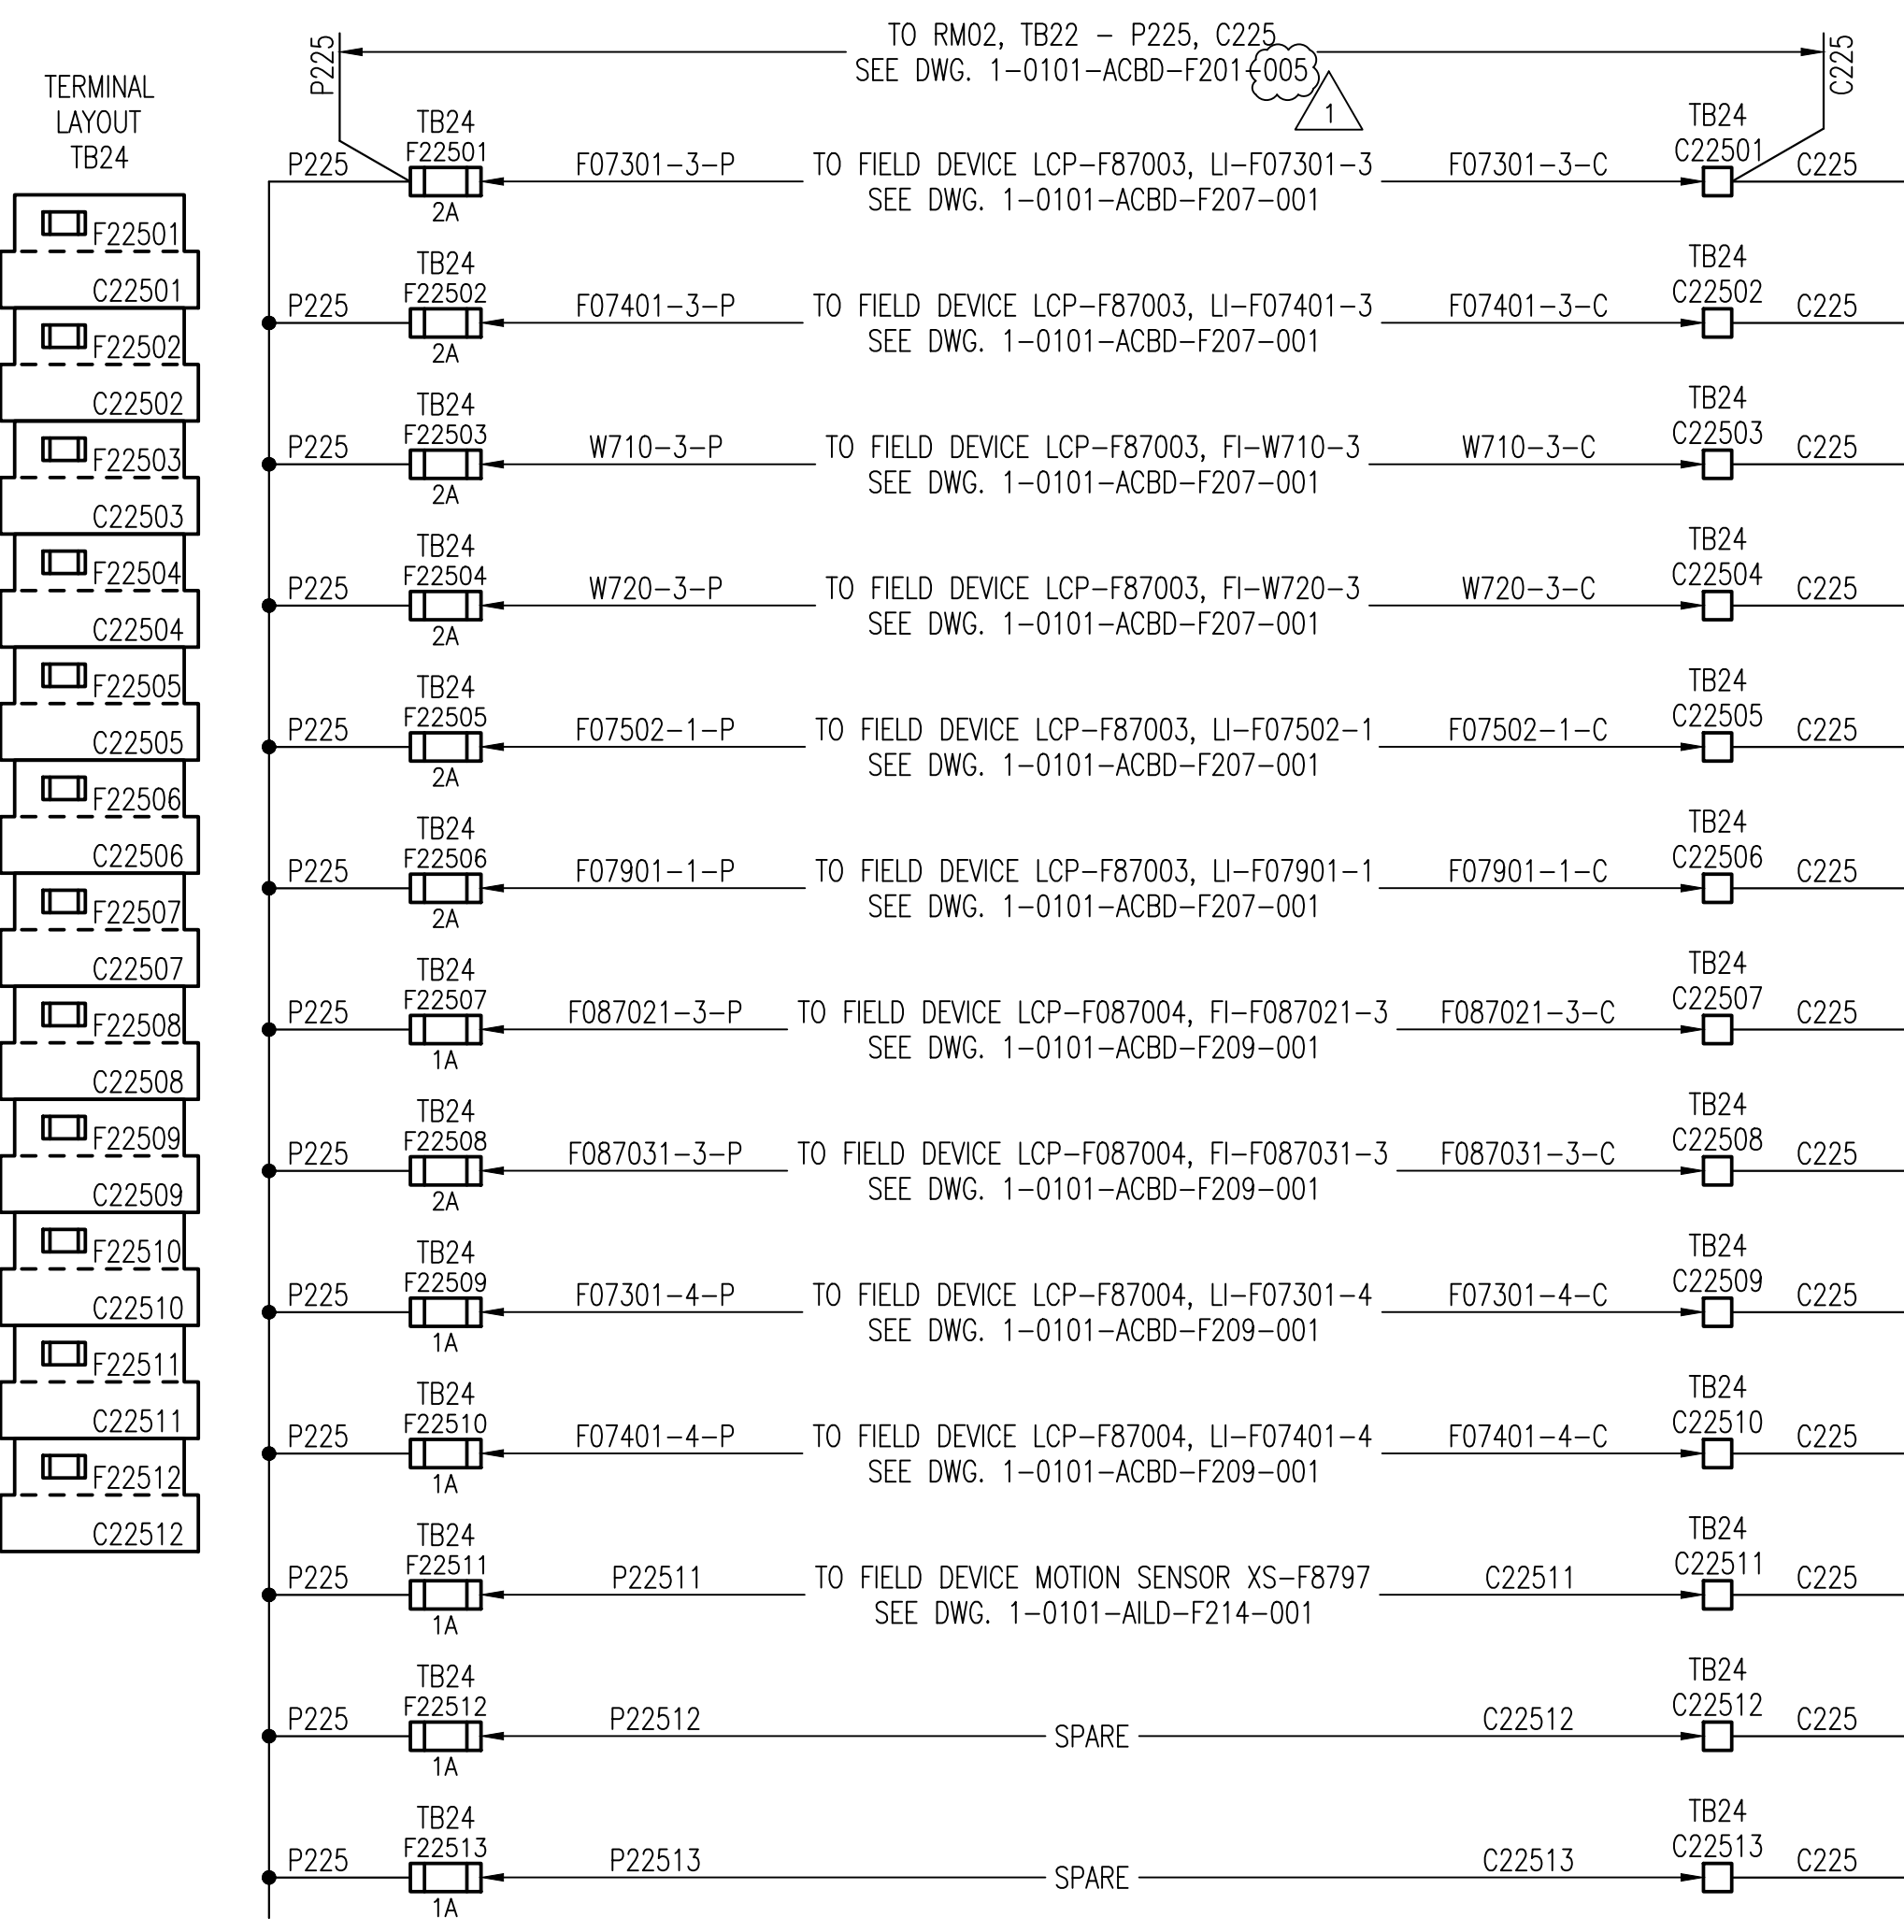 TO RM02, TB22 - P225, C225
SEE DWG. 1-0101-ACBD-F201-005
1
P225
C225
TERMINAL
LAYOUT
TB24
F22501
C22501
F22502
C22502
F22503
C22503
F22504
C22504
F22505
C22505
F22506
C22506
F22507
C22507
F22508
C22508
F22509
C22509
F22510
C22510
F22511
C22511
F22512
C22512
P225
TB24
F22501
2A
F07301-3-P
TO FIELD DEVICE LCP-F87003, LI-F07301-3
SEE DWG. 1-0101-ACBD-F207-001
F07301-3-C
TB24
C22501
C225
P225
TB24
F22502
2A
F07401-3-P
TO FIELD DEVICE LCP-F87003, LI-F07401-3
SEE DWG. 1-0101-ACBD-F207-001
F07401-3-C
TB24
C22502
C225
P225
TB24
F22503
2A
W710-3-P
TO FIELD DEVICE LCP-F87003, FI-W710-3
SEE DWG. 1-0101-ACBD-F207-001
W710-3-C
TB24
C22503
C225
P225
TB24
F22504
2A
W720-3-P
TO FIELD DEVICE LCP-F87003, FI-W720-3
SEE DWG. 1-0101-ACBD-F207-001
W720-3-C
TB24
C22504
C225
P225
TB24
F22505
2A
F07502-1-P
TO FIELD DEVICE LCP-F87003, LI-F07502-1
SEE DWG. 1-0101-ACBD-F207-001
F07502-1-C
TB24
C22505
C225
P225
TB24
F22506
2A
F07901-1-P
TO FIELD DEVICE LCP-F87003, LI-F07901-1
SEE DWG. 1-0101-ACBD-F207-001
F07901-1-C
TB24
C22506
C225
P225
TB24
F22507
1A
F087021-3-P
TO FIELD DEVICE LCP-F087004, FI-F087021-3
SEE DWG. 1-0101-ACBD-F209-001
F087021-3-C
TB24
C22507
C225
P225
TB24
F22508
2A
F087031-3-P
TO FIELD DEVICE LCP-F087004, FI-F087031-3
SEE DWG. 1-0101-ACBD-F209-001
F087031-3-C
TB24
C22508
C225
P225
TB24
F22509
1A
F07301-4-P
TO FIELD DEVICE LCP-F87004, LI-F07301-4
SEE DWG. 1-0101-ACBD-F209-001
F07301-4-C
TB24
C22509
C225
P225
TB24
F22510
1A
F07401-4-P
TO FIELD DEVICE LCP-F87004, LI-F07401-4
SEE DWG. 1-0101-ACBD-F209-001
F07401-4-C
TB24
C22510
C225
P225
TB24
F22511
1A
P22511
TO FIELD DEVICE MOTION SENSOR XS-F8797
SEE DWG. 1-0101-AILD-F214-001
C22511
TB24
C22511
C225
P225
TB24
F22512
1A
P22512
SPARE
C22512
TB24
C22512
C225
P225
TB24
F22513
1A
P22513
SPARE
C22513
TB24
C22513
C225